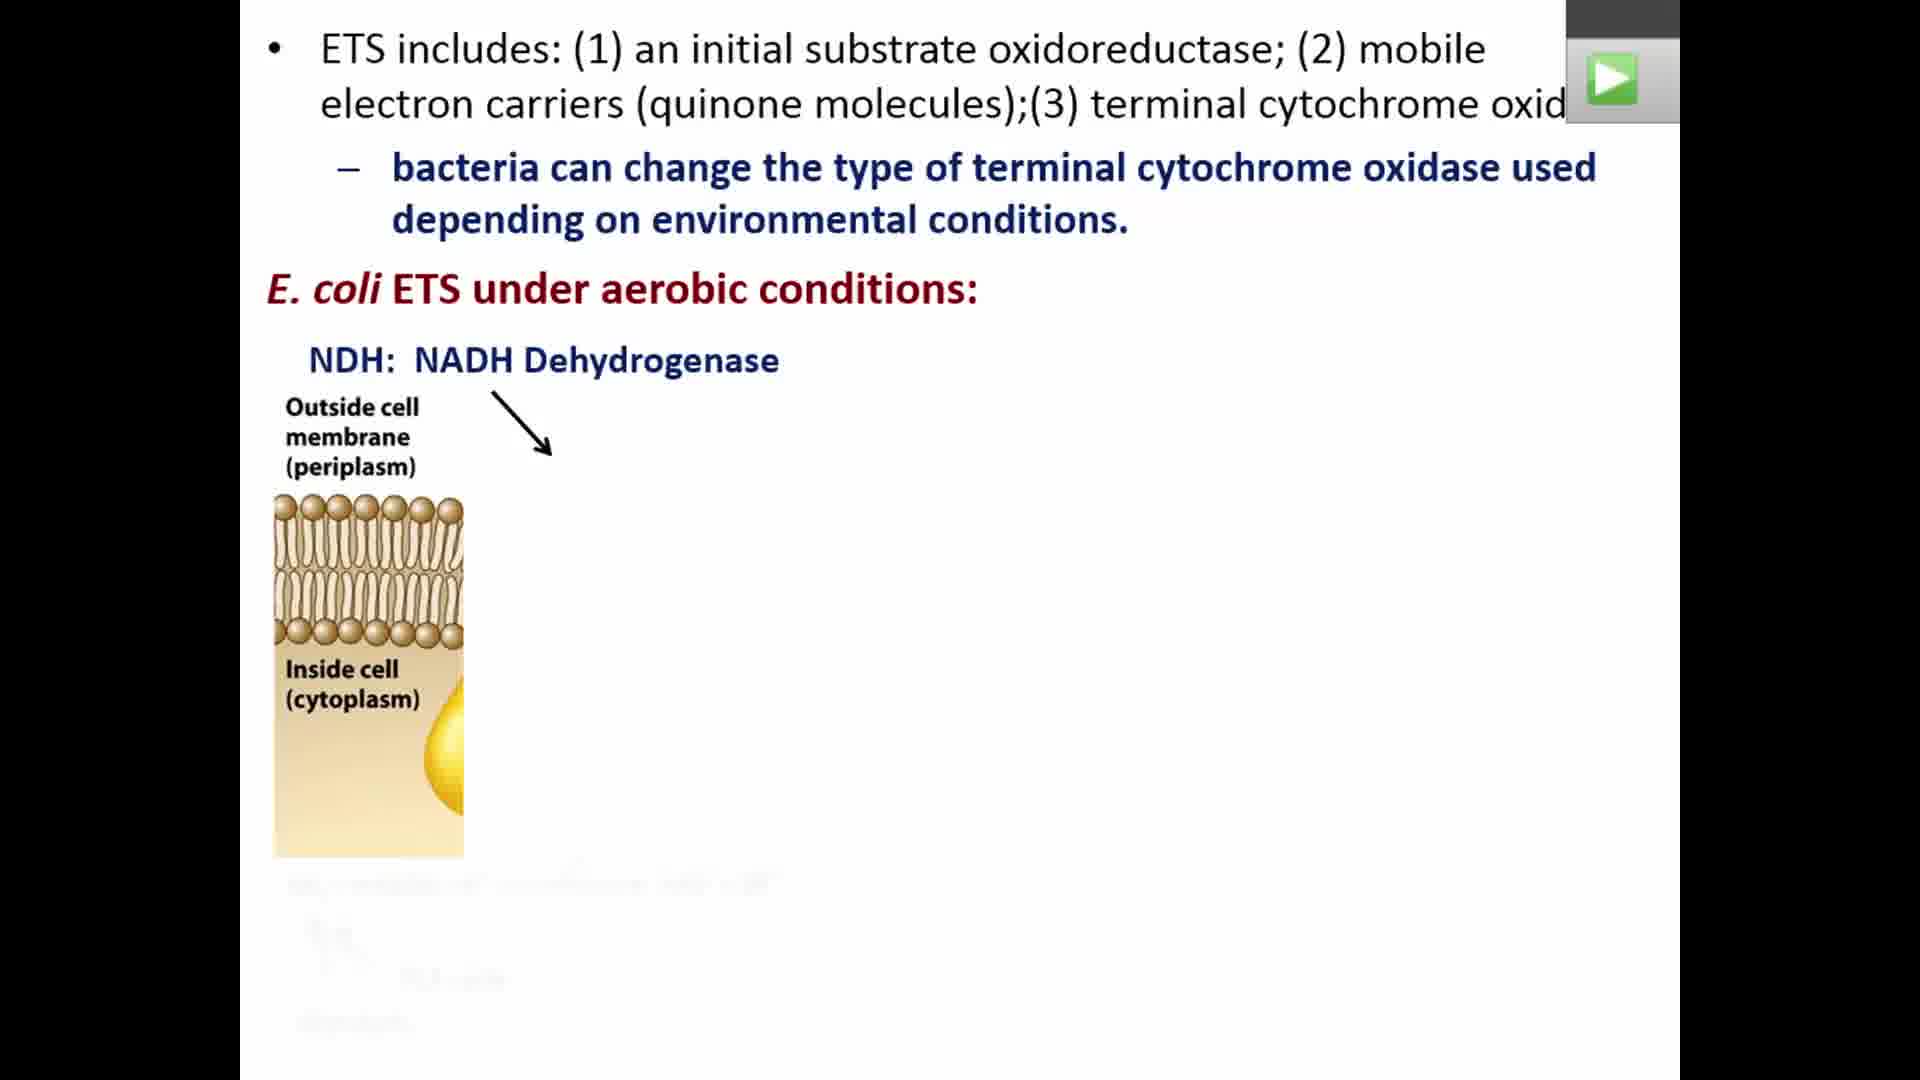 • ETS includes: (1) an initial substrate oxidoreductase; (2) mobile
electron carriers (quinone molecules);(3) terminal cytochrome oxid
– bacteria can change the type of terminal cytochrome oxidase used
depending on environmental conditions.
E. coli ETS under aerobic conditions:
NDH: NADH Dehydrogenase
Outside cell
membrane
(periplasm)
Inside cell
(cytoplasm)